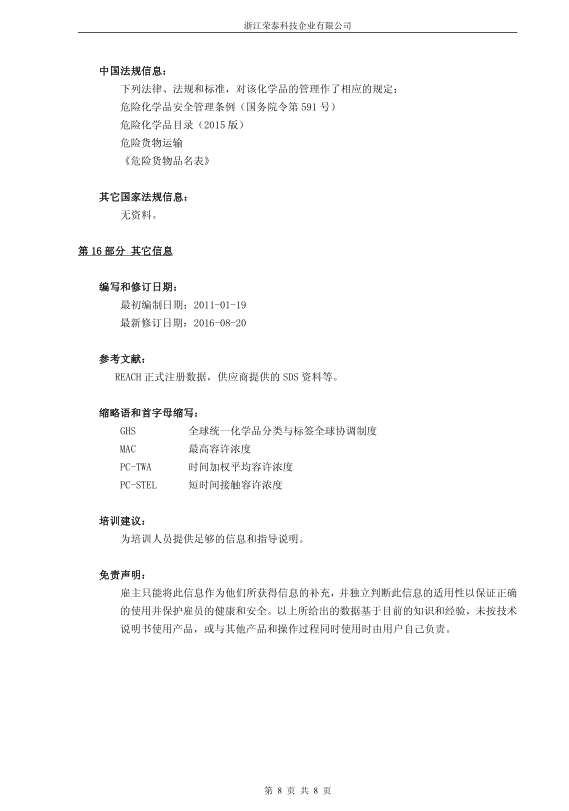 浙江荣泰科技企业有限公司
中国法规信息：
下列法律、法规和标准，对该化学品的管理作了相应的规定：
危险化学品安全管理条例（国务院令第 591 号）
危险化学品目录（2015 版）
危险货物运输
《危险货物品名表》
其它国家法规信息：
无资料。
第 16 部分 其它信息
编写和修订日期：
最初编制日期：2011-01-19
最新修订日期：2016-08-20
参考文献：
REACH 正式注册数据，供应商提供的 SDS 资料等。
缩略语和首字母缩写：
GHS 全球统一化学品分类与标签全球协调制度
MAC 最高容许浓度
PC-TWA 时间加权平均容许浓度
PC-STEL 短时间接触容许浓度
培训建议：
为培训人员提供足够的信息和指导说明。
免责声明：
雇主只能将此信息作为他们所获得信息的补充，并独立判断此信息的适用性以保证正确
的使用并保护雇员的健康和安全。以上所给出的数据基于目前的知识和经验，未按技术
说明书使用产品，或与其他产品和操作过程同时使用时由用户自己负责。
第 8 页 共 8 页